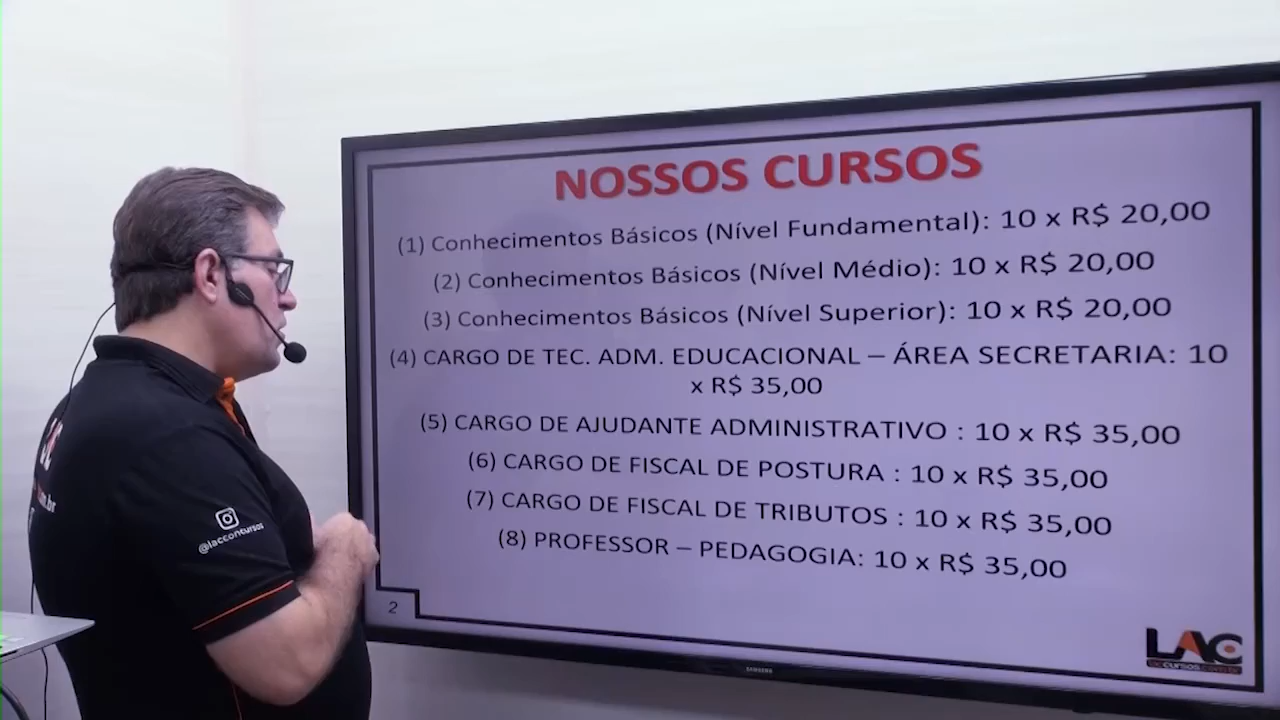 NOSSOS CURSOS
(1) Conhecimentos Básicos (Nível Fundamental): 10 x R$ 20,00
(2) Conhecimentos Básicos (Nível Médio): 10 x R$ 20,00
(3) Conhecimentos Básicos (Nível Superior): 10 x R$ 20,00
(4) CARGO DE TEC. ADM. EDUCACIONAL – ÁREA SECRETARIA: 10
x R$ 35,00
(5) CARGO DE AJUDANTE ADMINISTRATIVO : 10 x R$ 35,00
(6) CARGO DE FISCAL DE POSTURA : 10 x R$ 35,00
(7) CARGO DE FISCAL DE TRIBUTOS : 10 x R$ 35,00
(8) PROFESSOR – PEDAGOGIA: 10 x R$ 35,00
2
LAC
laccursos.com.br
SAMSUNG
@lacconcursos